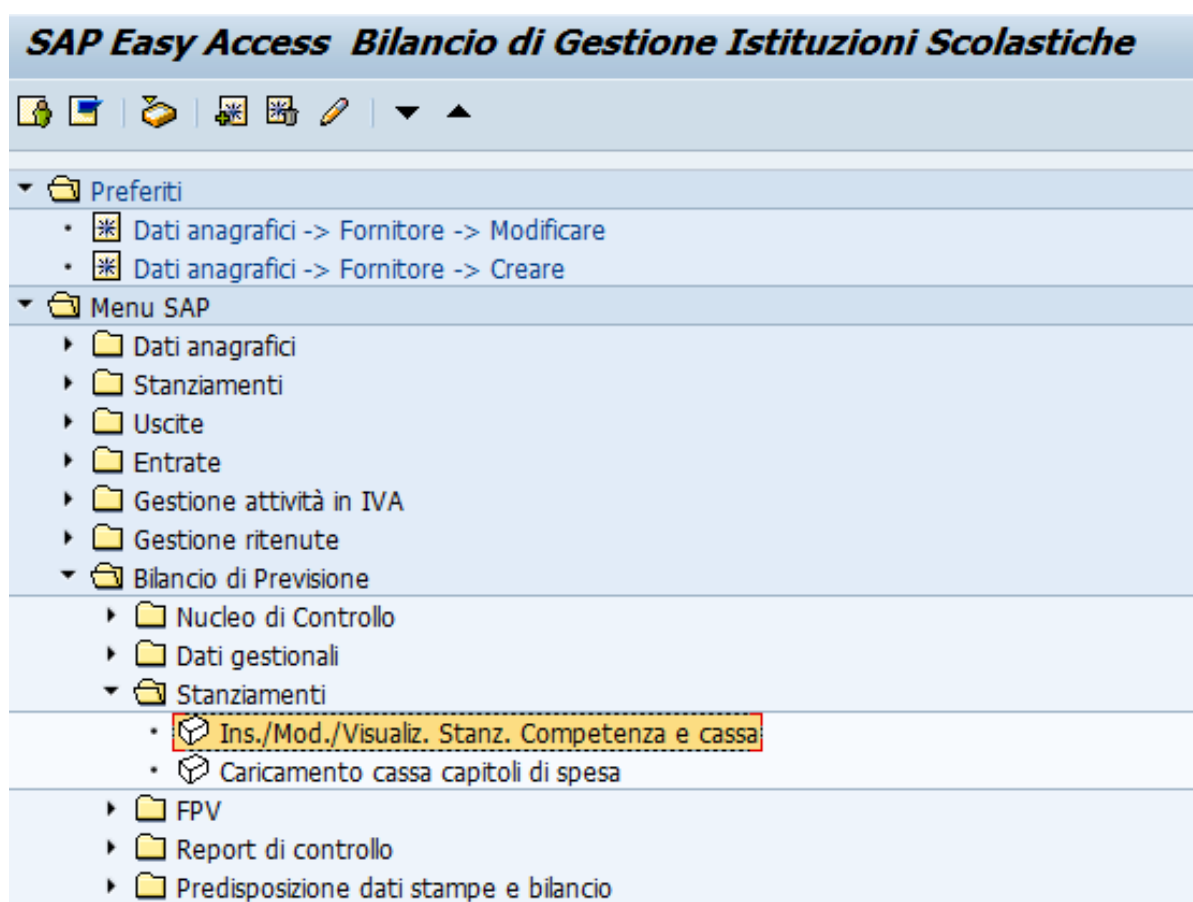 SAP Easy Access Bilancio di Gestione Istituzioni Scolastiche
Preferiti
Dati anagrafici -> Fornitore -> Modificare
Dati anagrafici -> Fornitore -> Creare
Menu SAP
Dati anagrafici
Stanziamenti
Uscite
Entrate
Gestione attività in IVA
Gestione ritenute
Bilancio di Previsione
Nucleo di Controllo
Dati gestionali
Stanziamenti
Ins./Mod./Visualiz. Stanz. Competenza e cassa
Caricamento cassa capitoli di spesa
FPV
Report di controllo
Predisposizione dati stampe e bilancio